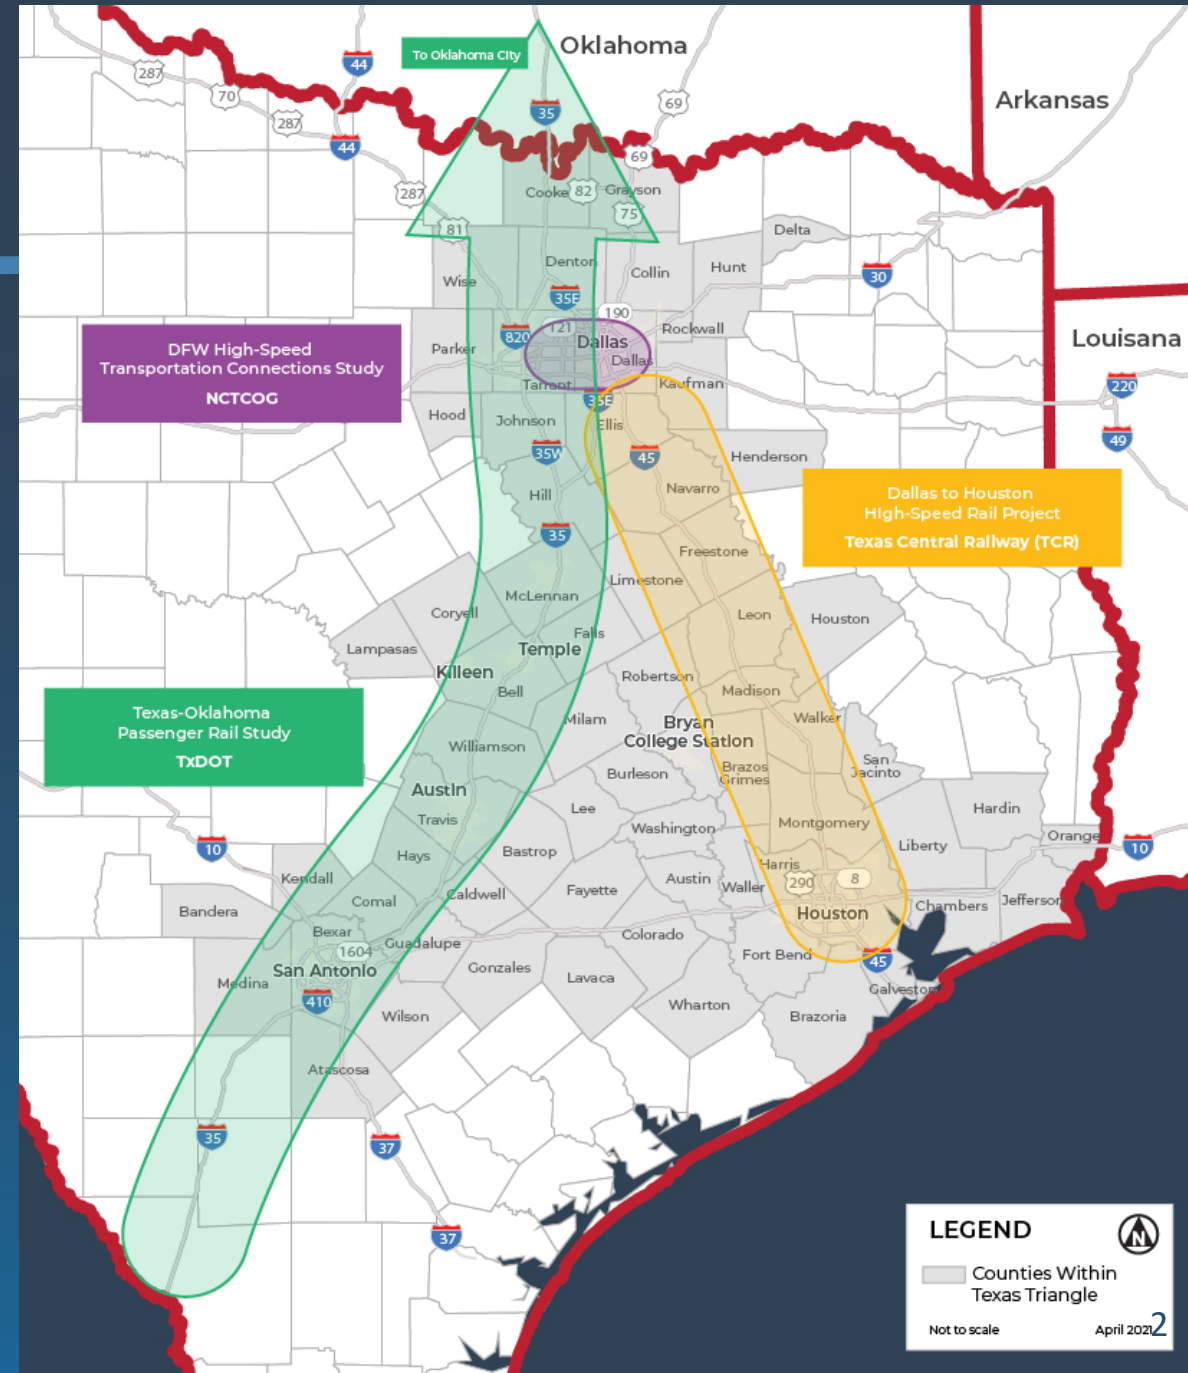 To Oklahoma City
Oklahoma
Arkansas
Louisiana
44
287
70
287
44
35
69
69
287
82
75
81
Cooke
Grayson
Delta
Denton
Collin
Hunt
30
Wise
35E
190
121
820
Dallas
Dallas
Rockwall
Parker
Tarrant
Kaufman
220
49
DFW High-Speed
Transportation Connections Study
NCTCOG
35E
Hood
Johnson
Ellis
35W
45
Henderson
Hill
Navarro
35
Dallas to Houston
High-Speed Rail Project
Texas Central Railway (TCR)
Freestone
Limestone
McLennan
Coryell
Leon
Houston
Falls
Lampasas
Temple
Killeen
Bell
Robertson
Madison
Walker
Milam
Bryan
College Station
Texas-Oklahoma
Passenger Rail Study
TxDOT
Williamson
Burleson
Brazos
Grimes
San
Jacinto
Austin
Travis
Lee
Washington
Montgomery
Hardin
Orange
10
10
Hays
Bastrop
Liberty
Kendall
Harris
290
8
Caldwell
Fayette
Austin
Waller
Comal
Bandera
Houston
Chambers
Jefferson
Bexar
1604
Guadalupe
Colorado
Fort Bend
45
San Antonio
Medina
Gonzales
Lavaca
Galveston
410
Wilson
Wharton
Brazoria
Atascosa
35
37
37
LEGEND
N
Counties Within
Texas Triangle
Not to scale
April 2021
2